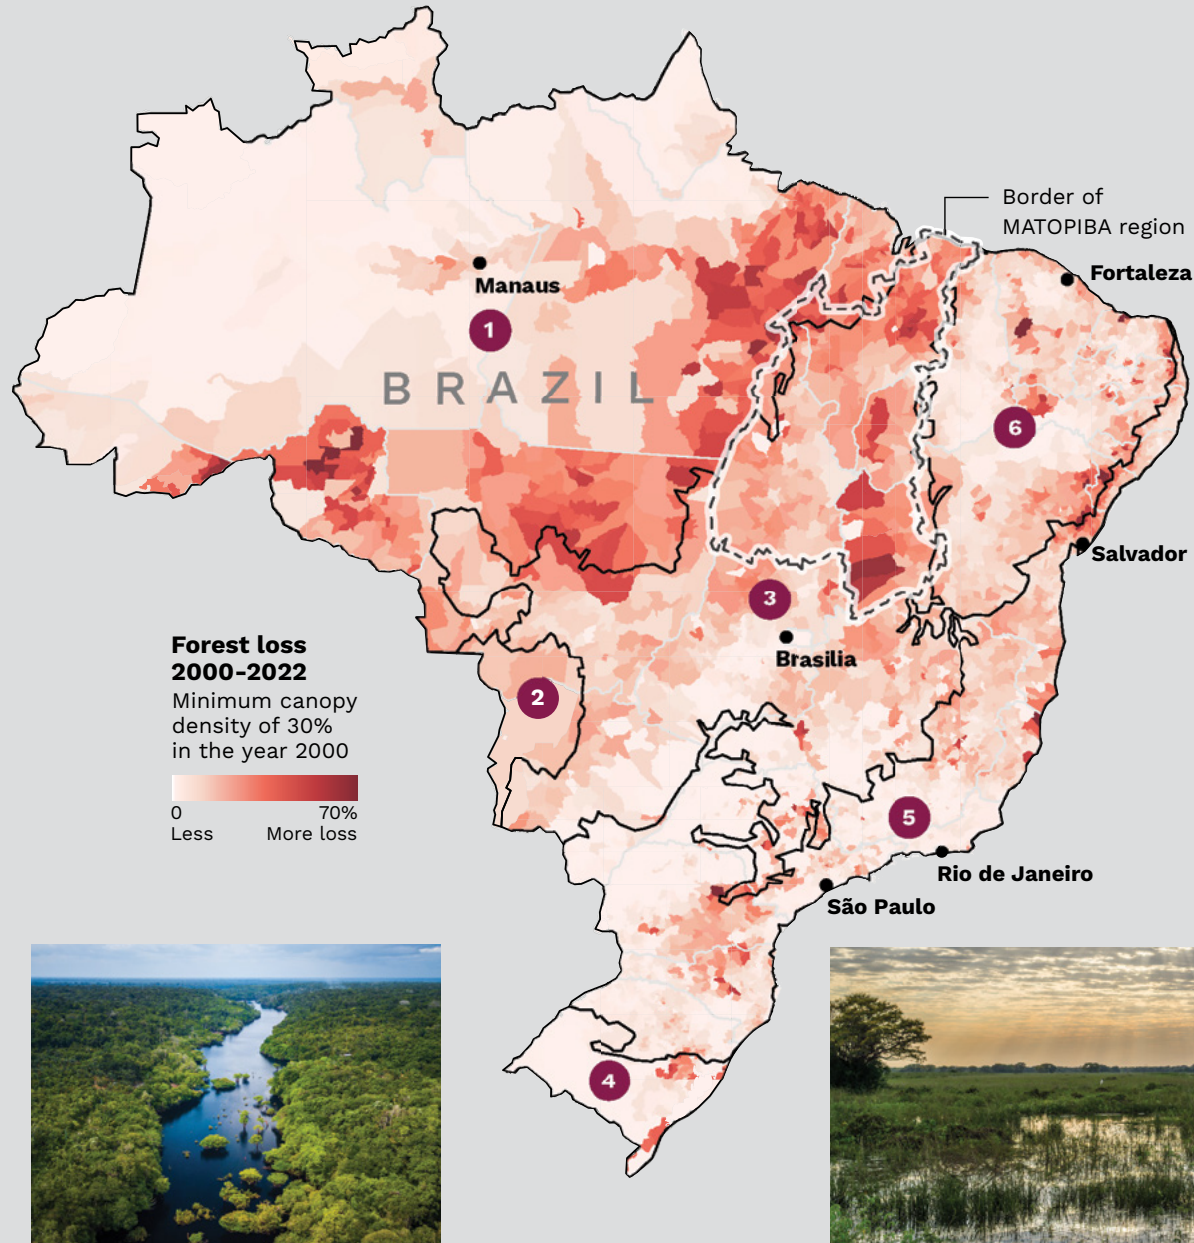 Border of
MATOPIBA region
Fortaleza
Manaus
1
BRAZIL
6
Salvador
3
Brasilia
Forest loss
2000-2022
Minimum canopy
density of 30%
in the year 2000
0 70%
Less More loss
2
5
Rio de Janeiro
São Paulo
4